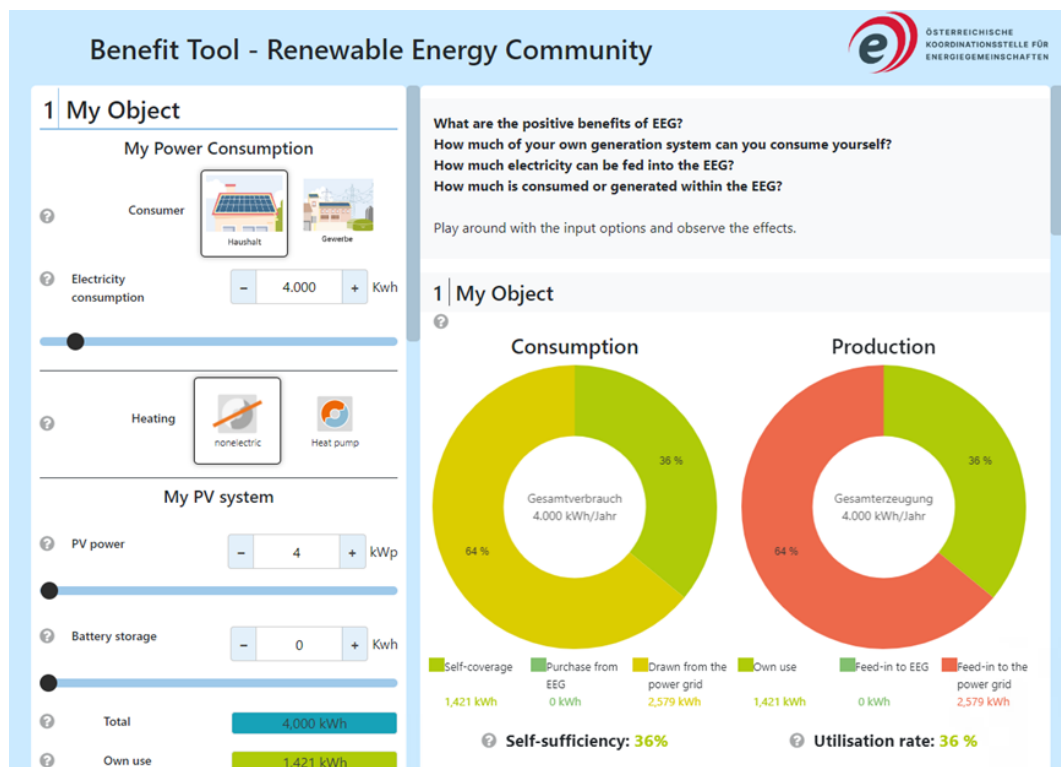 Benefit Tool - Renewable Energy Community
e
ÖSTERREICHISCHE
KOORDINATIONSSTELLE FÜR
ENERGIEGEMEINSCHAFTEN
1 My Object
My Power Consumption
? Consumer
Haushalt
Gewerbe
? Electricity
consumption
- 4.000 + Kwh
? Heating
nonelectric
Heat pump
My PV system
? PV power
- 4 + kWp
? Battery storage
- 0 + Kwh
? Total 4,000 kWh
? Own use 1,421 kWh
What are the positive benefits of EEG?
How much of your own generation system can you consume yourself?
How much electricity can be fed into the EEG?
How much is consumed or generated within the EEG?
Play around with the input options and observe the effects.
1 My Object
?
Consumption
36 %
64 %
Gesamtverbrauch
4.000 kWh/Jahr
Self-coverage
1,421 kWh
Purchase from
EEG
0 kWh
Drawn from the
power grid
2,579 kWh
? Self-sufficiency: 36%
Production
36 %
64 %
Gesamterzeugung
4.000 kWh/Jahr
Own use
1,421 kWh
Feed-in to EEG
0 kWh
Feed-in to the
power grid
2,579 kWh
? Utilisation rate: 36 %